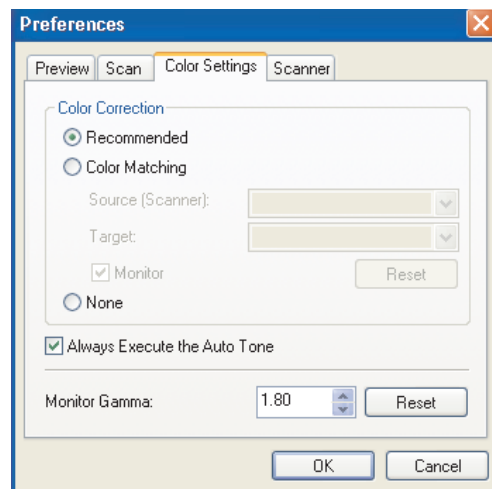 Preferences
Preview Scan Color Settings Scanner
Color Correction
Recommended
Color Matching
Source (Scanner):
Target:
Monitor Reset
None
Always Execute the Auto Tone
Monitor Gamma: 1.80 Reset
OK Cancel